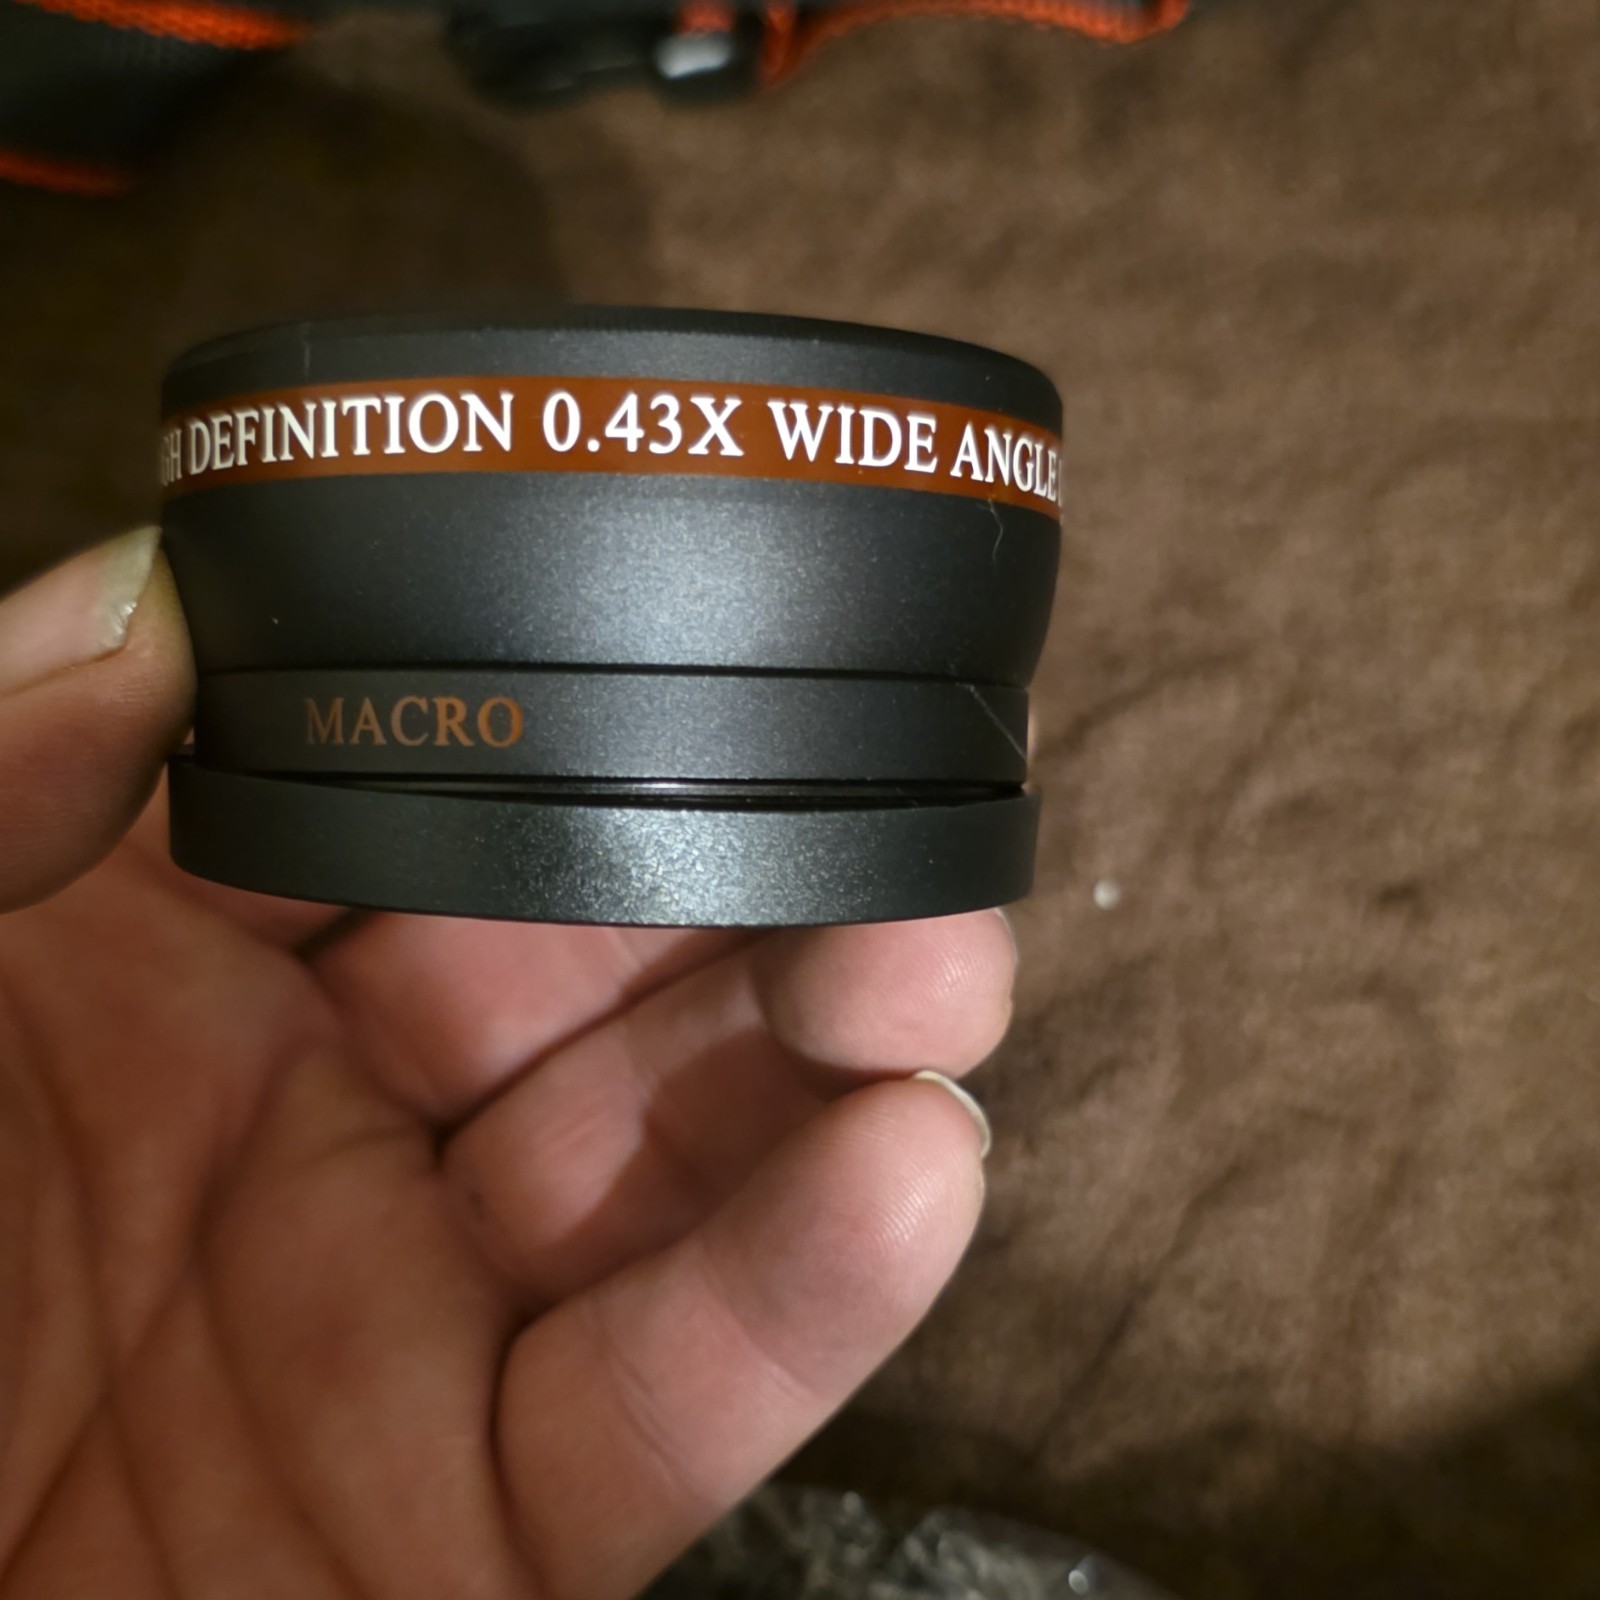 DEFINITION 0.43X WIDE ANGLE
MACRO